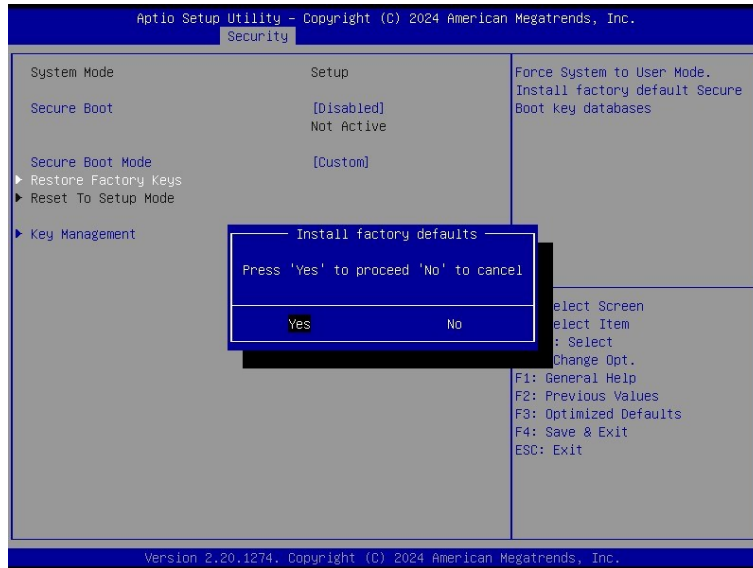 Aptio Setup Utility – Copyright (C) 2024 American Megatrends, Inc.
Security
System Mode Setup
Secure Boot [Disabled]
Not Active
Secure Boot Mode [Custom]
Restore Factory Keys
Reset To Setup Mode
Key Management
Force System to User Mode.
Install factory default Secure
Boot key databases
Install factory defaults
Press 'Yes' to proceed 'No' to cancel
Yes No
elect Screen
elect Item
: Select
Change Opt.
F1: General Help
F2: Previous Values
F3: Optimized Defaults
F4: Save & Exit
ESC: Exit
Version 2.20.1274. Copyright (C) 2024 American Megatrends, Inc.